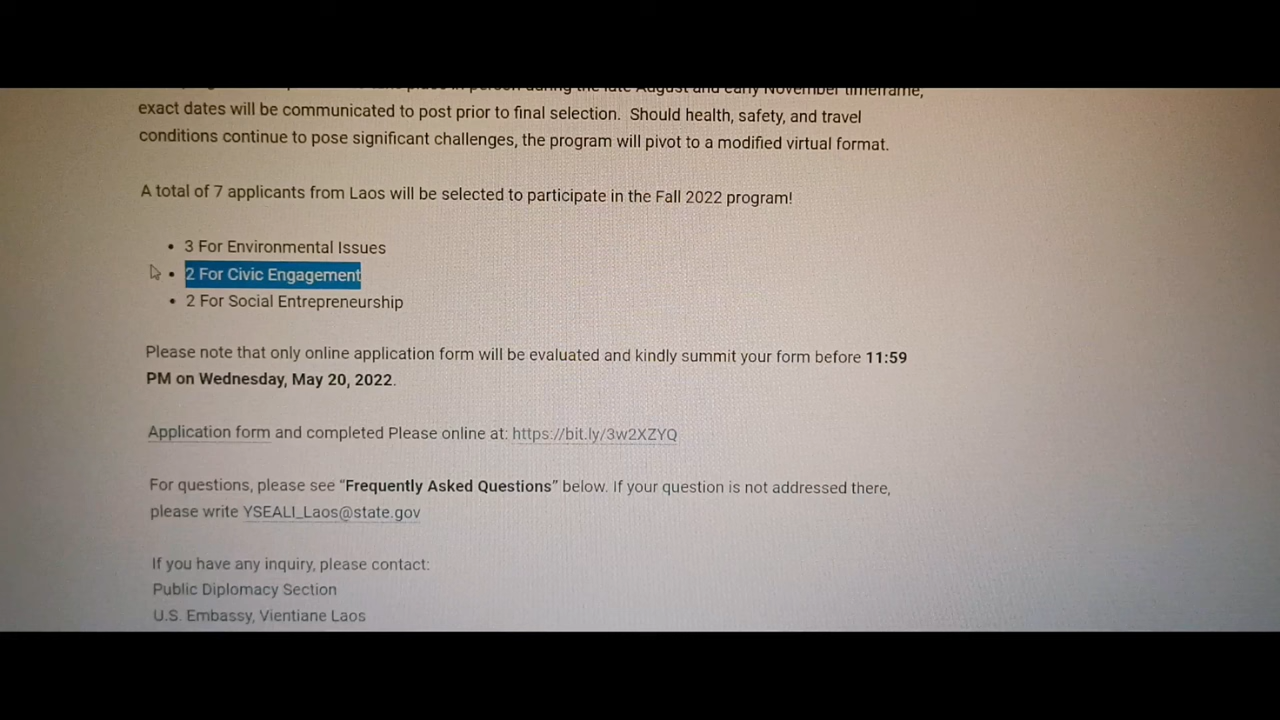 exact dates will be communicated to post prior to final selection.  Should health, safety, and travel
conditions continue to pose significant challenges, the program will pivot to a modified virtual format.
A total of 7 applicants from Laos will be selected to participate in the Fall 2022 program!
• 3 For Environmental Issues
• 2 For Civic Engagement
• 2 For Social Entrepreneurship
Please note that only online application form will be evaluated and kindly summit your form before 11:59
PM on Wednesday, May 20, 2022.
Application form and completed Please online at: https://bit.ly/3w2XZYQ
For questions, please see “Frequently Asked Questions” below. If your question is not addressed there,
please write YSEALI_Laos@state.gov
If you have any inquiry, please contact:
Public Diplomacy Section
U.S. Embassy, Vientiane Laos